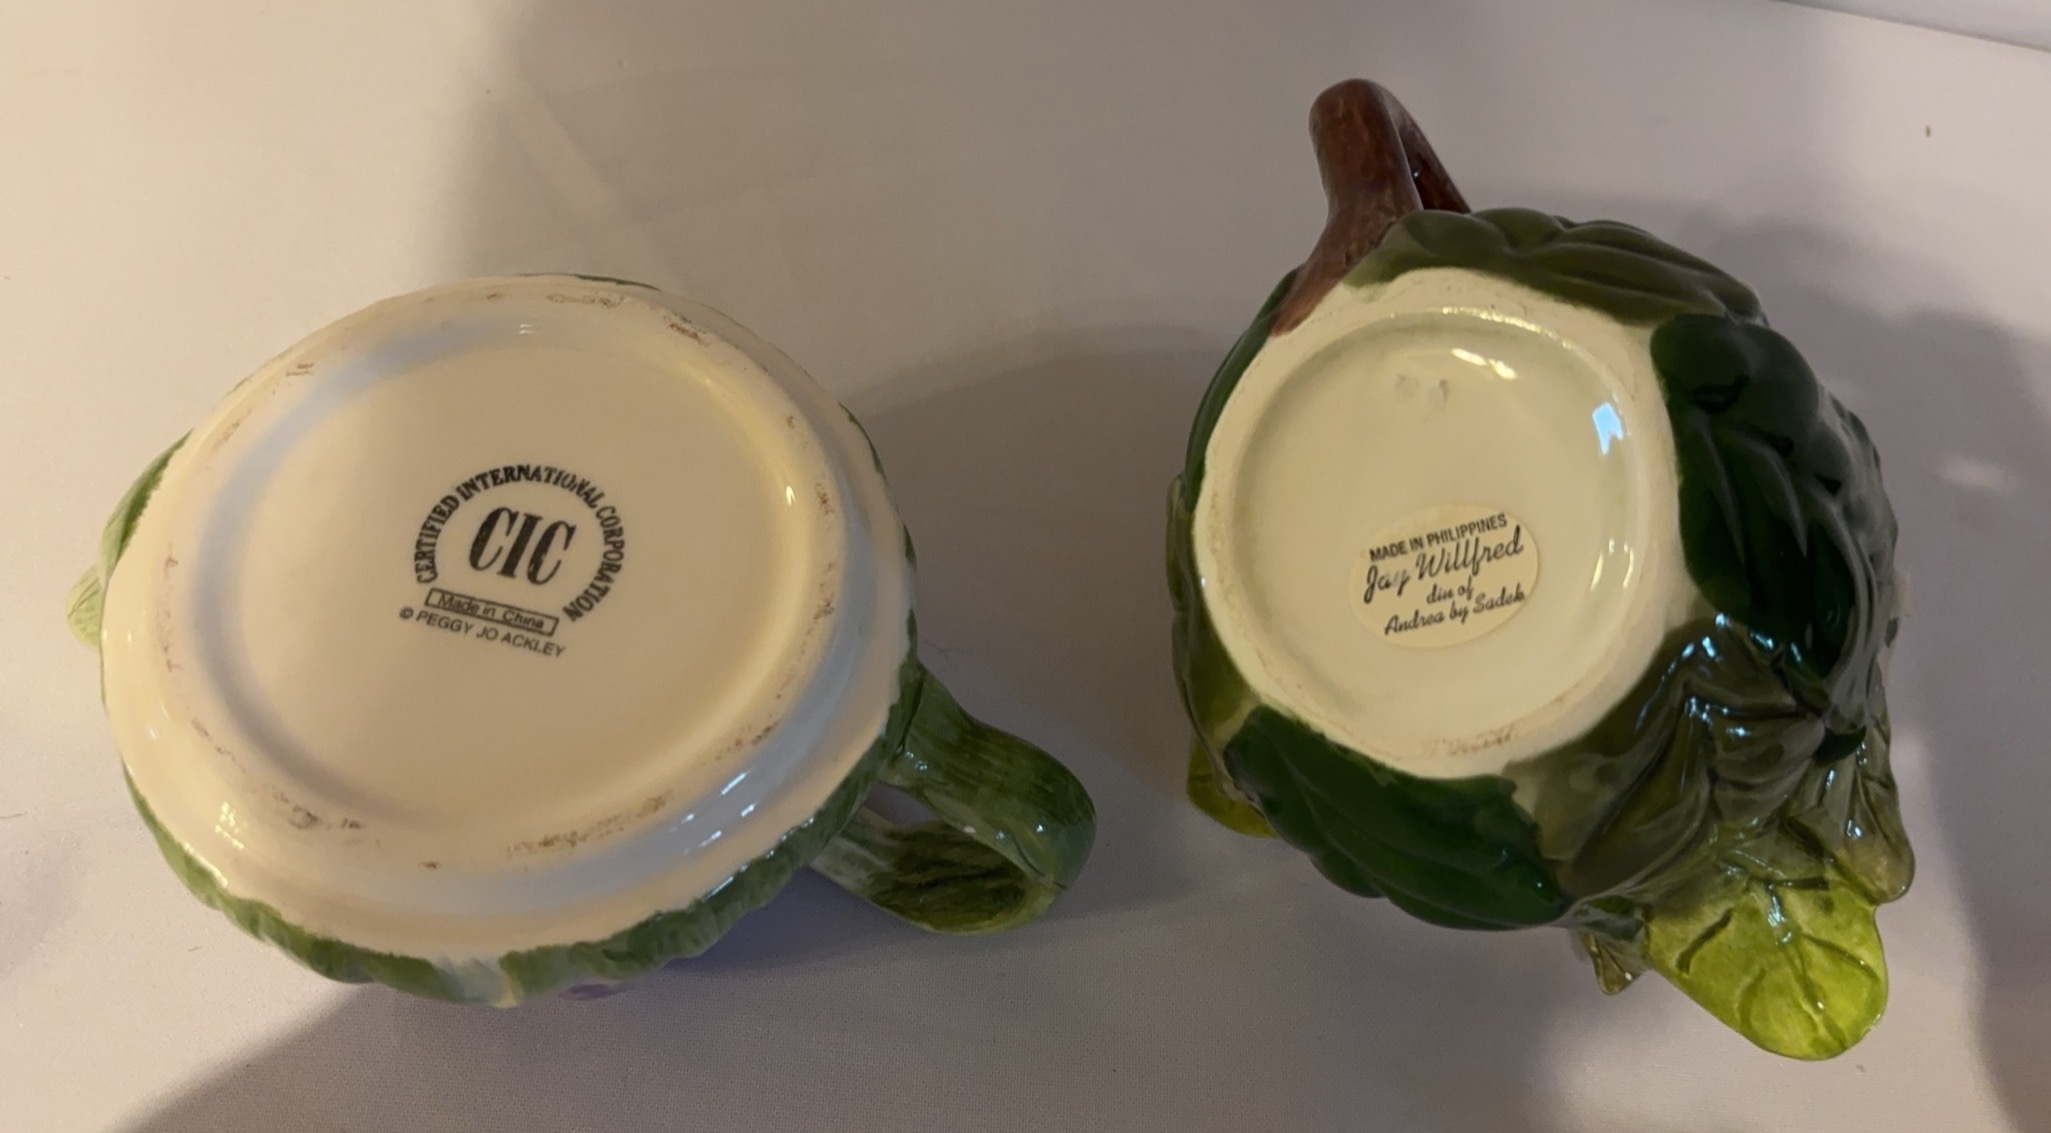 CERTIFIED INTERNATIONAL CORPORATION
CIC
Made in China
© PEGGY JO ACKLEY
MADE IN PHILIPPINES
Jay Willfred
div of
Andrea by Sadek